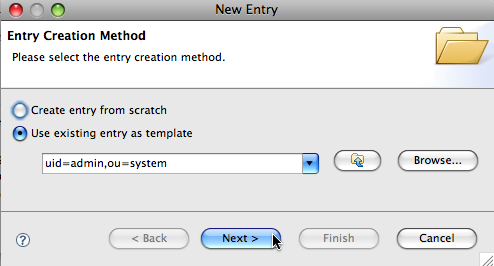 New Entry
Entry Creation Method
Please select the entry creation method.
Create entry from scratch
Use existing entry as template
uid=admin,ou=system
Browse...
?
< Back
Next >
Finish
Cancel